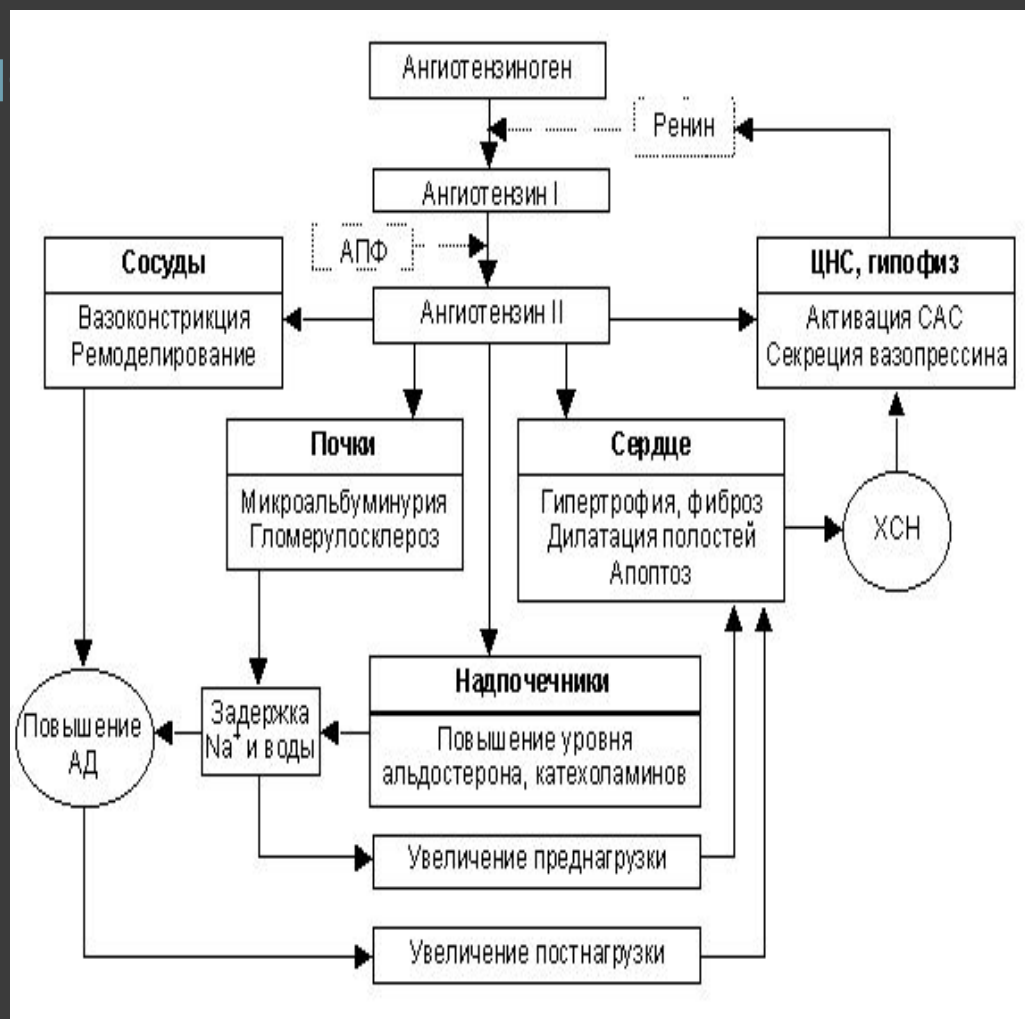 Ангиотензиноген
Ренин
Ангиотензин I
АПФ
Сосуды
Вазоконстрикция
Ремоделирование
Ангиотензин II
ЦНС, гипофиз
Активация САС
Секреция вазопрессина
Почки
Микроальбуминурия
Гломерулосклероз
Сердце
Гипертрофия, фиброз
Дилатация полостей
Апоптоз
ХСН
Повышение
АД
Задержка
Na⁺ и воды
Надпочечники
Повышение уровня
альдостерона, катехоламинов
Увеличение преднагрузки
Увеличение постнагрузки